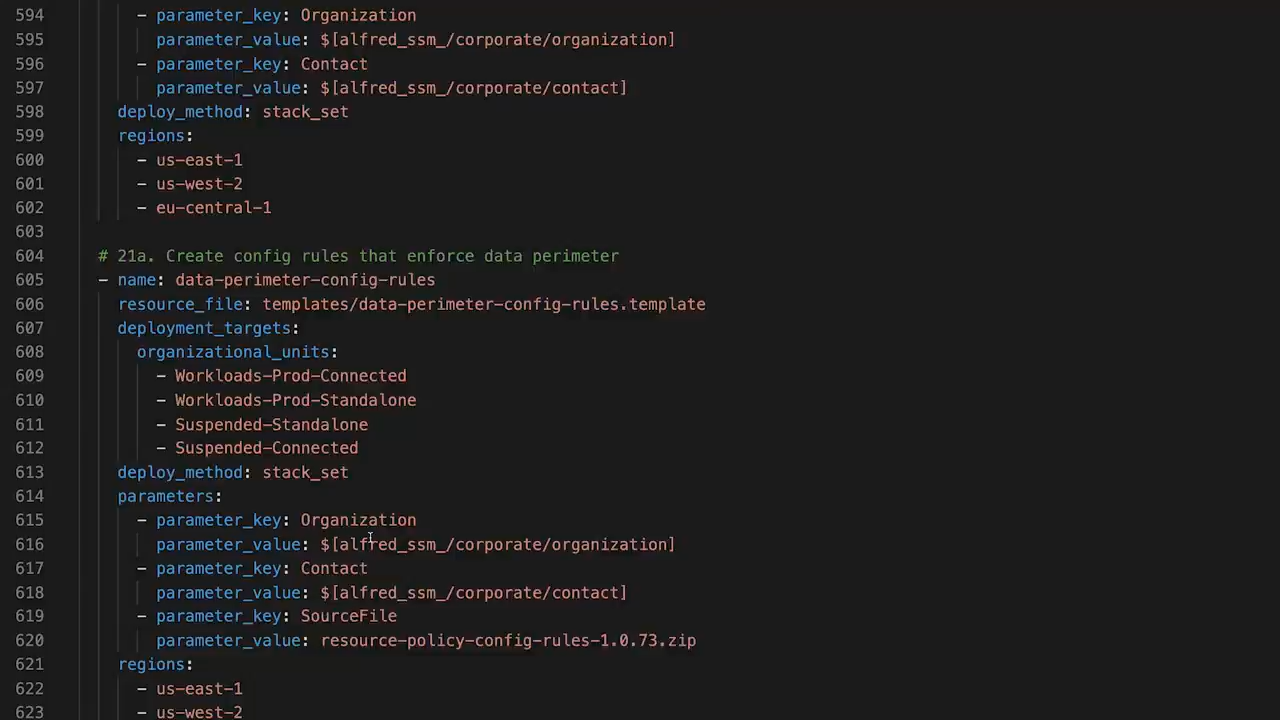 594 - parameter_key: Organization
595 parameter_value: $[alfred_ssm_/corporate/organization]
596 - parameter_key: Contact
597 parameter_value: $[alfred_ssm_/corporate/contact]
598 deploy_method: stack_set
599 regions:
600 - us-east-1
601 - us-west-2
602 - eu-central-1
603
604 # 21a. Create config rules that enforce data perimeter
605 - name: data-perimeter-config-rules
606 resource_file: templates/data-perimeter-config-rules.template
607 deployment_targets:
608 organizational_units:
609 - Workloads-Prod-Connected
610 - Workloads-Prod-Standalone
611 - Suspended-Standalone
612 - Suspended-Connected
613 deploy_method: stack_set
614 parameters:
615 - parameter_key: Organization
616 parameter_value: $[alfred_ssm_/corporate/organization]
617 - parameter_key: Contact
618 parameter_value: $[alfred_ssm_/corporate/contact]
619 - parameter_key: SourceFile
620 parameter_value: resource-policy-config-rules-1.0.73.zip
621 regions:
622 - us-east-1
623 - us-west-2